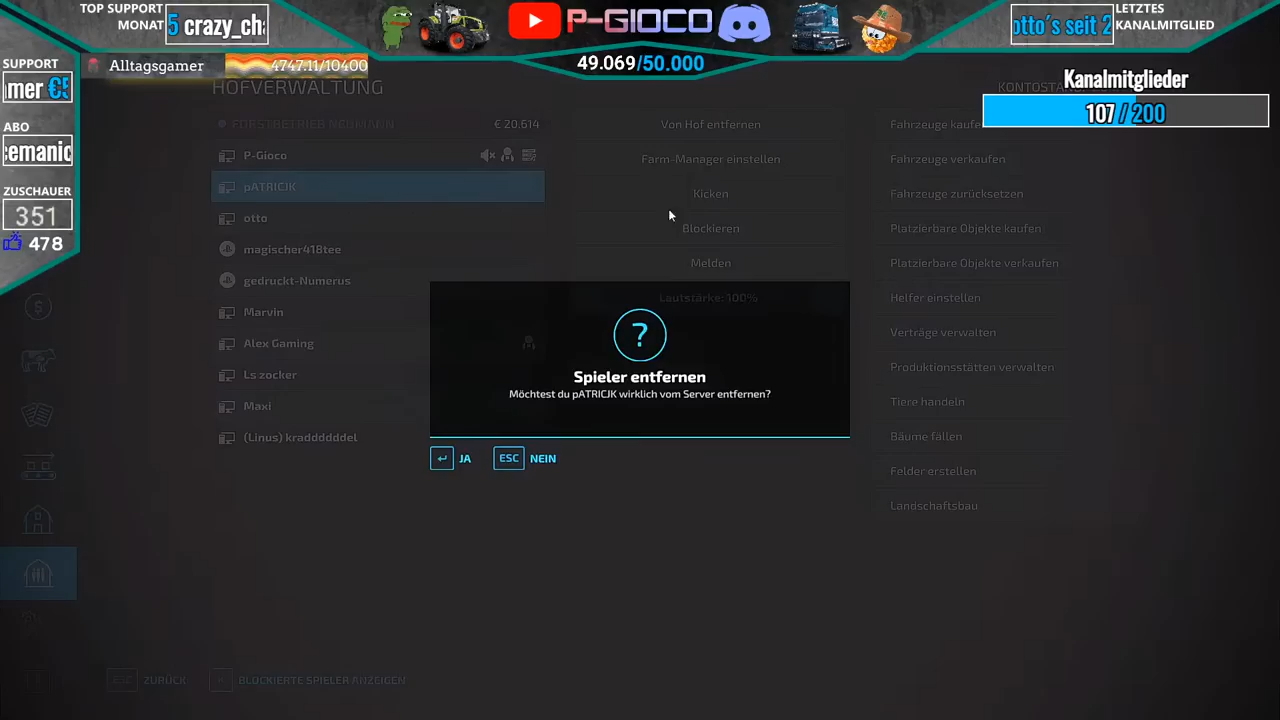 TOP SUPPORT
MONAT
5 crazy_ch
P-GIOCO
otto´s seit 2
LETZTES
KANALMITGLIED
49.069/50.000
SUPPORT
mer €5
Alltagsgamer
4747.11/10400
Kanalmitglieder
107 / 200
ABO
emanic
ZUSCHAUER
351
478
HOFVERWALTUNG
FORSTBETRIEB NEUMANN
€ 20.614
P-Gioco
pATRICJK
otto
magischer418tee
gedruckt-Numerus
Marvin
Alex Gaming
Ls zocker
Maxi
(Linus) kradddddel
Von Hof entfernen
Farm-Manager einstellen
Kicken
Blockieren
Melden
Lautstärke: 100%
Fahrzeuge kaufe
Fahrzeuge verkaufen
Fahrzeuge zurücksetzen
Platzierbare Objekte kaufen
Platzierbare Objekte verkaufen
Helfer einstellen
Verträge verwalten
Produktionsstätten verwalten
Tiere handeln
Bäume fällen
Felder erstellen
Landschaftsbau
?
Spieler entfernen
Möchtest du pATRICJK wirklich vom Server entfernen?
JA
ESC
NEIN
ESC
ZURÜCK
BLOCKIERTE SPIELER ANZEIGEN